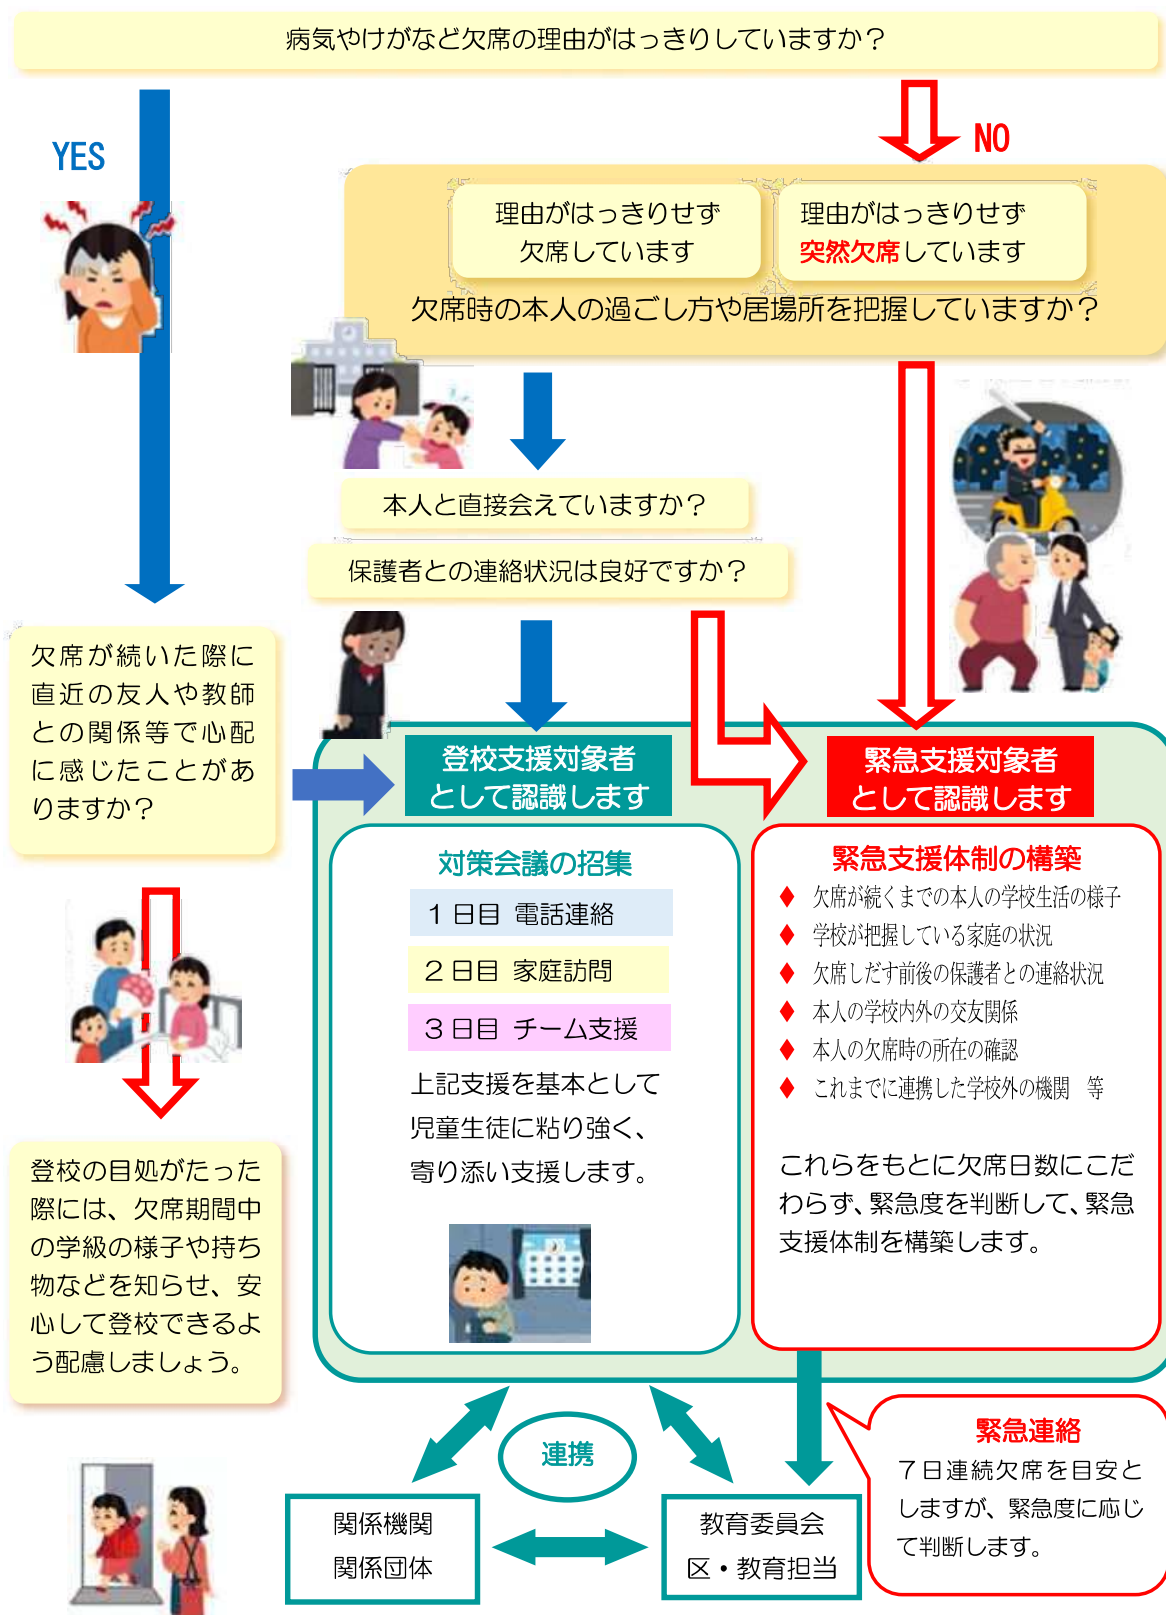 病気やけがなど欠席の理由がはっきりしていますか？
YES
NO
理由がはっきりせず
欠席しています
理由がはっきりせず
突然欠席しています
欠席時の本人の過ごし方や居場所を把握していますか？
本人と直接会えていますか？
保護者との連絡状況は良好ですか？
欠席が続いた際に
直近の友人や教師
との関係等で心配
に感じたことがあ
りますか？
登校支援対象者
として認識します
緊急支援対象者
として認識します
対策会議の招集
１日目 電話連絡
２日目 家庭訪問
３日目 チーム支援
上記支援を基本として
児童生徒に粘り強く、
寄り添い支援します。
緊急支援体制の構築
♦ 欠席が続くまでの本人の学校生活の様子
♦ 学校が把握している家庭の状況
♦ 欠席しだす前後の保護者との連絡状況
♦ 本人の学校内外の交友関係
♦ 本人の欠席時の所在の確認
♦ これまでに連携した学校外の機関　等
これらをもとに欠席日数にこだ
わらず、緊急度を判断して、緊急
支援体制を構築します。
登校の目処がたった
際には、欠席期間中
の学級の様子や持ち
物などを知らせ、安
心して登校できるよ
う配慮しましょう。
連携
関係機関
関係団体
教育委員会
区・教育担当
緊急連絡
７日連続欠席を目安と
しますが、緊急度に応じ
て判断します。